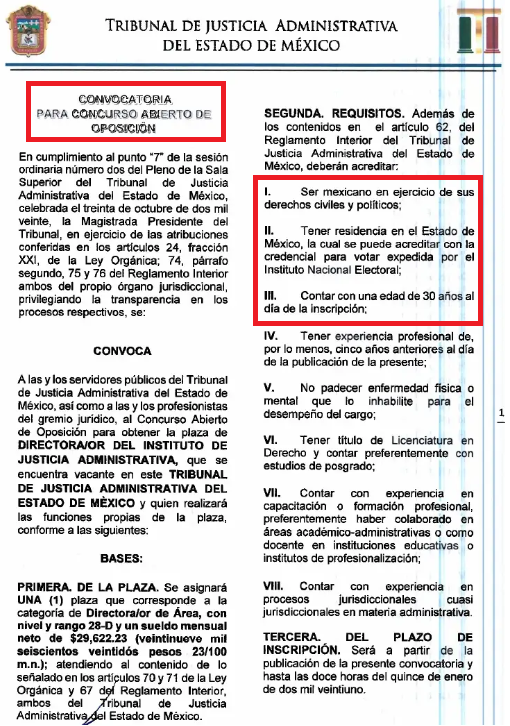 TRIBUNAL DE JUSTICIA ADMINISTRATIVA
DEL ESTADO DE MÉXICO
CONVOCATORIA
PARA CONCURSO ABIERTO DE
OPOSICIÓN
En cumplimiento al punto "7" de la sesión
ordinaria número dos del Pleno de la Sala
Superior del Tribunal de Justicia
Administrativa del Estado de México,
celebrada el treinta de octubre de dos mil
veinte, la Magistrada Presidente del
Tribunal, en ejercicio de las atribuciones
conferidas en los artículos 24, fracción
XXI, de la Ley Orgánica; 74, párrafo
segundo, 75 y 76 del Reglamento Interior
ambos del propio órgano jurisdiccional,
privilegiando la transparencia en los
procesos respectivos, se:
CONVOCA
A las y los servidores públicos del Tribunal
de Justicia Administrativa del Estado de
México, así como a las y los profesionistas
del gremio jurídico, al Concurso Abierto
de Oposición para obtener la plaza de
DIRECTORA/OR DEL INSTITUTO DE
JUSTICIA ADMINISTRATIVA, que se
encuentra vacante en este TRIBUNAL
DE JUSTICIA ADMINISTRATIVA DEL
ESTADO DE MÉXICO y quien realizará
las funciones propias de la plaza,
conforme a las siguientes:
BASES:
PRIMERA. DE LA PLAZA. Se asignará
UNA (1) plaza que corresponde a la
categoría de Directora/or de Área, con
nivel y rango 28-D y un sueldo mensual
neto de $29,622.23 (veintinueve mil
seiscientos veintidós pesos 23/100
m.n.); atendiendo al contenido de lo
señalado en los artículos 70 y 71 de la Ley
Orgánica y 67 del Reglamento Interior,
ambos del Tribunal de Justicia
Administrativa del Estado de México.
SEGUNDA. REQUISITOS. Además de
los contenidos en el artículo 62, del
Reglamento Interior del Tribunal de
Justicia Administrativa del Estado de
México, deberán acreditar:
I. Ser mexicano en ejercicio de sus
derechos civiles y políticos;
II. Tener residencia en el Estado de
México, la cual se puede acreditar con la
credencial para votar expedida por el
Instituto Nacional Electoral;
III. Contar con una edad de 30 años al
día de la inscripción;
IV. Tener experiencia profesional de,
por lo menos, cinco años anteriores al día
de la publicación de la presente;
V. No padecer enfermedad física o
mental que lo inhabilite para el
desempeño del cargo;
VI. Tener título de Licenciatura en
Derecho y contar preferentemente con
estudios de posgrado;
VII. Contar con experiencia en
capacitación o formación profesional,
preferentemente haber colaborado en
áreas académico-administrativas o como
docente en instituciones educativas o
institutos de profesionalización;
VIII. Contar con experiencia en
procesos jurisdiccionales cuasi
jurisdiccionales en materia administrativa.
TERCERA. DEL PLAZO DE
INSCRIPCIÓN. Será a partir de la
publicación de la presente convocatoria y
hasta las doce horas del quince de enero
de dos mil veintiuno.
1